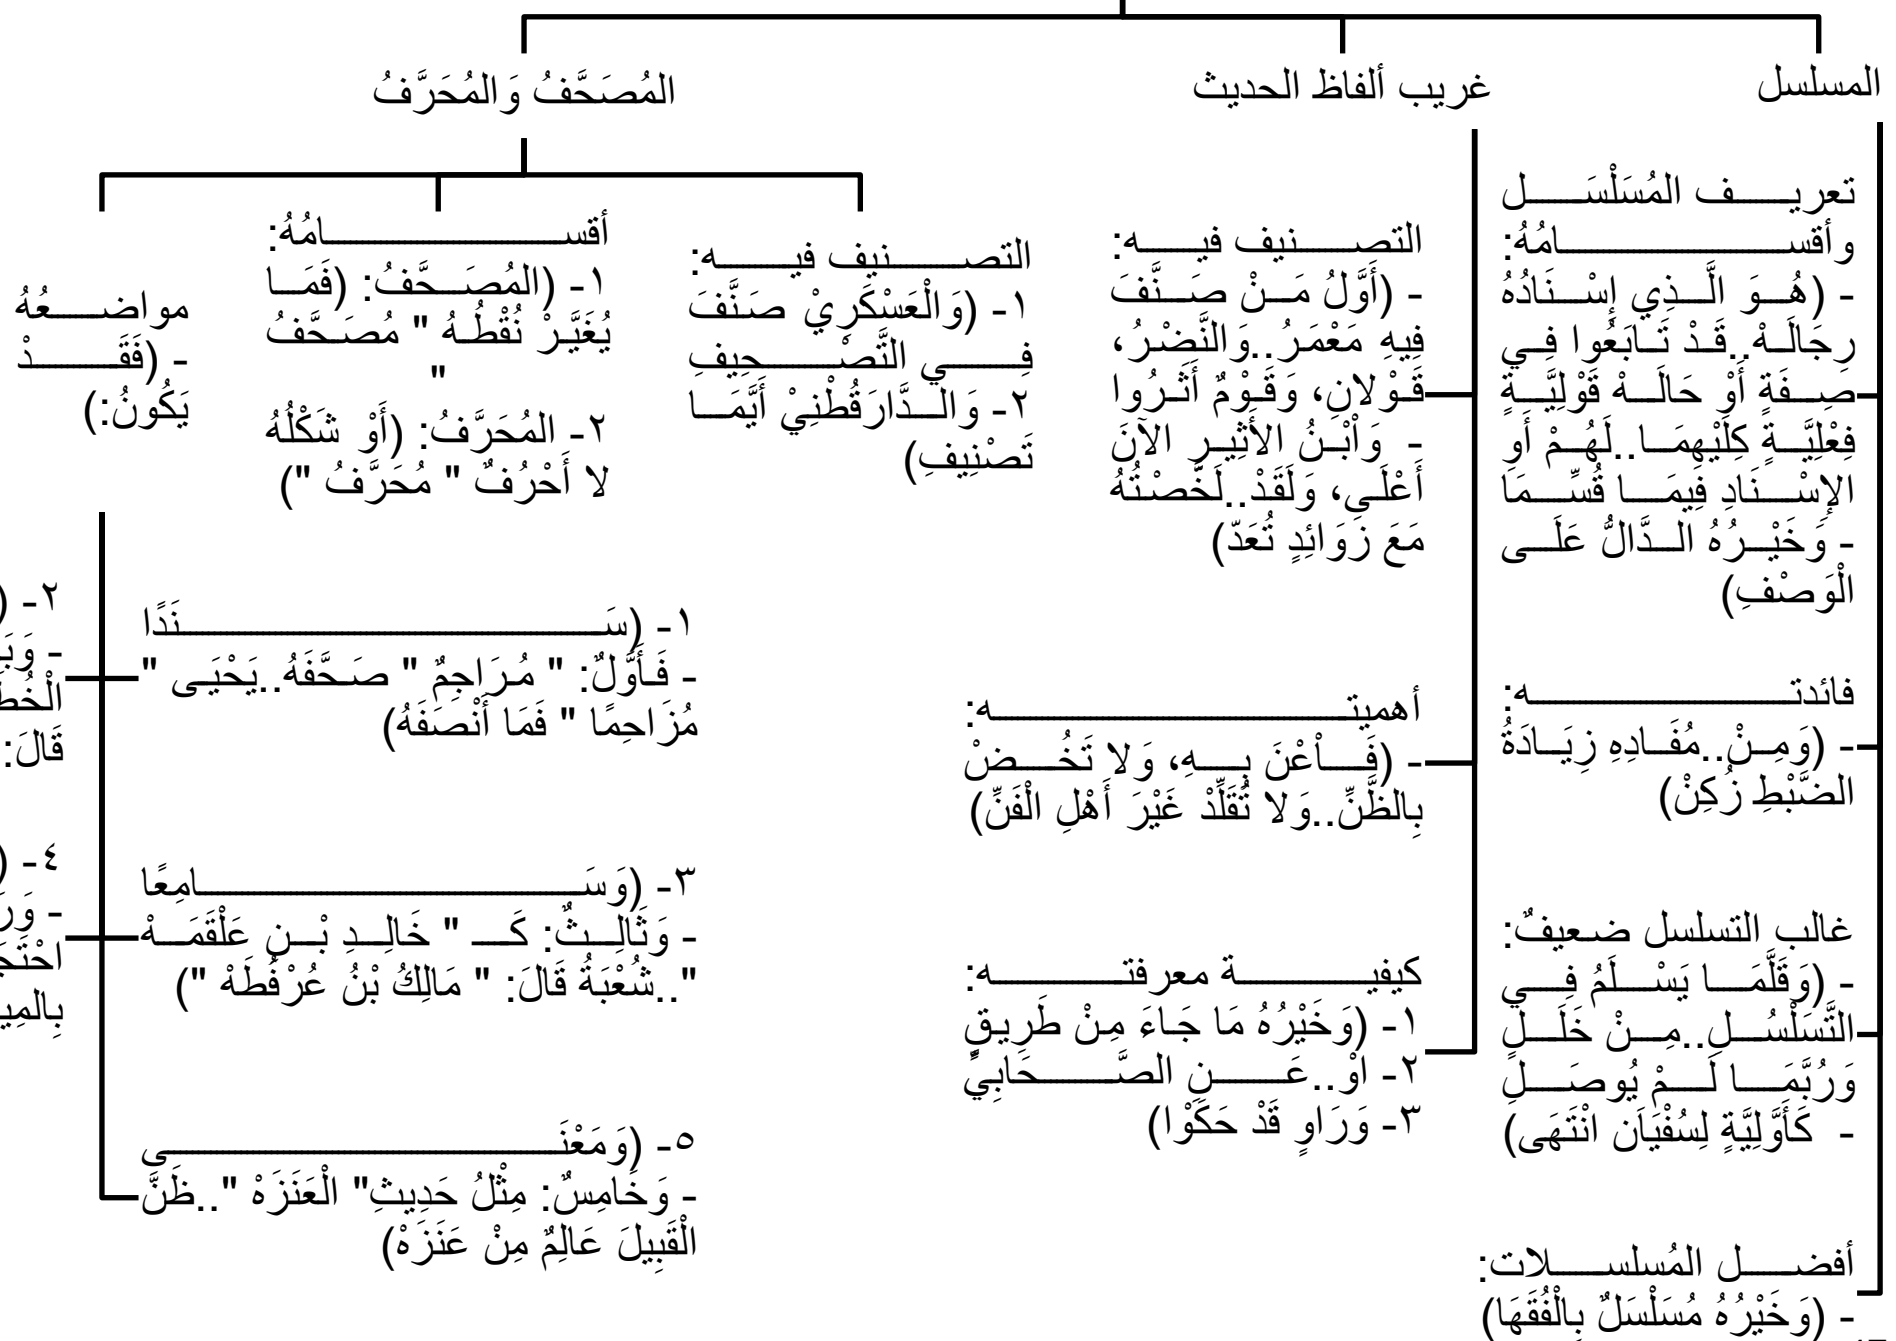 المسلسل
تعريف المُسَلْسَل
وأقسامُهُ:
- (هُوَ الَّذِي إِسْنَادُهُ
رِجَالَهْ..قَدْ تَابَعُوا فِي
صِفَةٍ أَوْ حَالَهْ قَوْلِيَّةٍ
فِعْلِيَّةٍ كِلَيْهِمَا..لَهُمْ أَوِ
الإِسْنَادِ فِيمَا قُسِّمَا
- وَخَيْرُهُ الدَّالُّ عَلَى
الْوَصْفِ)
فائدته:
- (وَمِنْ..مُفَادِهِ زِيَادَةُ
الضَّبْطِ زُكِنْ)
غالب التسلسل ضعيفٌ:
- (وَقَلَّمَا يَسْلَمُ فِي
التَّسَلْسُلِ..مِنْ خَلَلٍ
وَرُبَّمَا لَمْ يُوصَلِ
- كَأَوَّلِيَّةٍ لِسُفْيَان انْتَهَى)
أفضل المُسلسلات:
- (وَخَيْرُهُ مُسَلْسَلٌ بِالْفُقَهَا)
غريب ألفاظ الحديث
التصنيف فيه:
- (أَوَّلُ مَنْ صَنَّفَ
فِيهِ مَعْمَرُ..وَالنَّضْرُ،
قَوْلانِ، وَقَوْمٌ أَثَرُوا
- وَابْنُ الأَثِيرِ الآنَ
أَعْلَى، وَلَقَدْ..لَخَّصْتُهُ
مَعَ زَوَائِدٍ تُعَدّ)
أهميته:
- (فَاعْنَ بِهِ، وَلا تَخُضْ
بِالظَّنِّ..وَلا تُقَلِّدْ غَيْرَ أَهْلِ الْفَنِّ)
كيفية معرفته:
١- (وَخَيْرُهُ مَا جَاءَ مِنْ طَرِيقٍ
٢- اوْ..عَنِ الصَّحَابِيِّ
٣- وَرَاوٍ قَدْ حَكَوْا)
المُصَحَّفُ وَالمُحَرَّفُ
التصنيف فيه:
١- (وَالْعَسْكَرِيْ صَنَّفَ
فِي التَّصْحِيفِ
٢- وَالدَّارَقُطْنِيْ أَيَّمَا
تَصْنِيفِ)
أقسامُهُ:
١- (المُصَحَّفُ: (فَمَا
يُغَيَّرْ نُقْطُهُ " مُصَحَّفُ
"
٢- المُحَرَّفُ: (أَوْ شَكْلُهُ
لا أَحْرُفٌ " مُحَرَّفُ ")
مواضعُهُ
- (فَقَدْ
يَكُونُ:)
١- (سَنَدًا
- فَأَوَّلٌ: " مُرَاجِمٌ " صَحَّفَهُ..يَحْيَى "
مُزَاحِمًا " فَمَا أَنْصَفَهُ)
٢- (
قَالَ:
٣- (وَسَامِعًا
- وَثَالِثٌ: كَـ " خَالِدِ بْنِ عَلْقَمَهْ
"..شُعْبَةُ قَالَ: " مَالِكُ بْنُ عُرْفُطَهْ ")
٤- (
٥- (وَمَعْنَى
- وَخَامِسٌ: مِثْلُ حَدِيثِ" الْعَنَزَهْ "..ظَنَّ
الْقَبِيلَ عَالِمٌ مِنْ عَنَزَهْ)